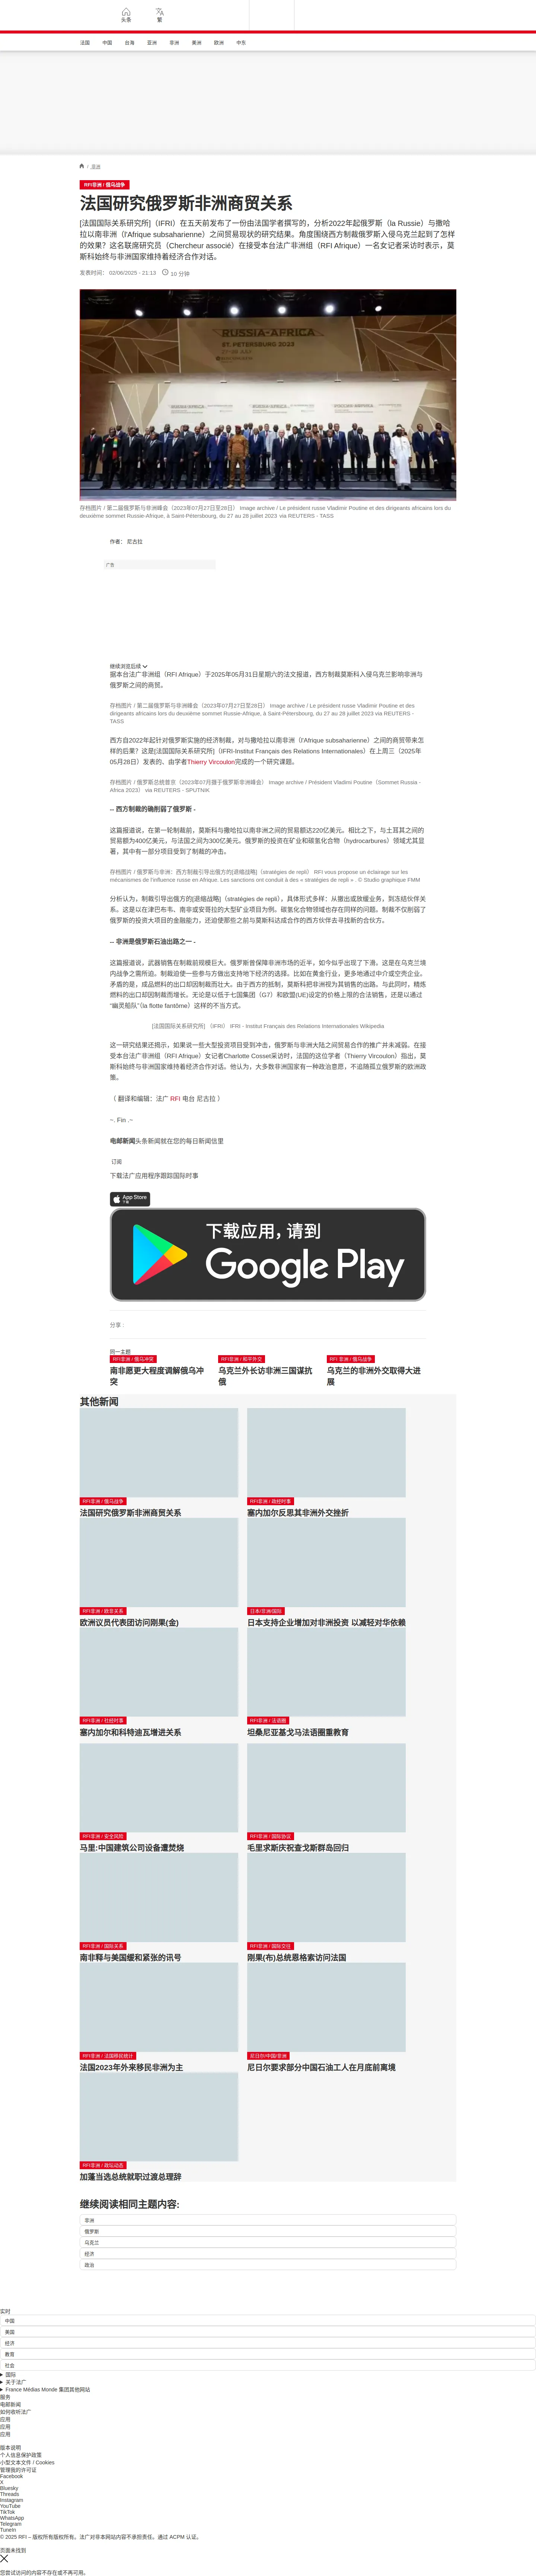 头条
繁
法国
中国
台海
亚洲
非洲
美洲
欧洲
中东
/ 非洲
RFI非洲 / 俄乌战争
法国研究俄罗斯非洲商贸关系
[法国国际关系研究所]（IFRI）在五天前发布了一份由法国学者撰写的，分析2022年起俄罗斯（la Russie）与撒哈
拉以南非洲（l'Afrique subsaharienne）之间贸易现状的研究结果。角度围绕西方制裁俄罗斯入侵乌克兰起到了怎样
的效果？这名联席研究员（Chercheur associé）在接受本台法广非洲组（RFI Afrique）一名女记者采访时表示，莫
斯科始终与非洲国家维持着经济合作对话。
发表时间： 02/06/2025 - 21:13
10 分钟
RUSSIA-AFRICA
ST. PETERSBURG 2023
27-28 JULY
存档图片 / 第二届俄罗斯与非洲峰会（2023年07月27日至28日） Image archive / Le président russe Vladimir Poutine et des dirigeants africains lors du
deuxième sommet Russie-Afrique, à Saint-Pétersbourg, du 27 au 28 juillet 2023 via REUTERS - TASS
作者： 尼古拉
广告
继续浏览后续
据本台法广非洲组（RFI Afrique）于2025年05月31日星期六的法文报道，西方制裁莫斯科入侵乌克兰影响非洲与
俄罗斯之间的商贸。
存档图片 / 第二届俄罗斯与非洲峰会（2023年07月27日至28日） Image archive / Le président russe Vladimir Poutine et des
dirigeants africains lors du deuxième sommet Russie-Afrique, à Saint-Pétersbourg, du 27 au 28 juillet 2023 via REUTERS -
TASS
西方自2022年起针对俄罗斯实施的经济制裁，对与撒哈拉以南非洲（l'Afrique subsaharienne）之间的商贸带来怎
样的后果？这是[法国国际关系研究所]（IFRI-Institut Français des Relations Internationales）在上周三（2025年
05月28日）发表的、由学者Thierry Vircoulon完成的一个研究课题。
存档图片 / 俄罗斯总统普京（2023年07月摄于俄罗斯非洲峰会） Image archive / Président Vladimi Poutine（Sommet Russia -
Africa 2023） via REUTERS - SPUTNIK
-- 西方制裁的确削弱了俄罗斯 -
这篇报道说，在第一轮制裁前，莫斯科与撒哈拉以南非洲之间的贸易额达220亿美元。相比之下，与土耳其之间的
贸易额为400亿美元，与法国之间为300亿美元。俄罗斯的投资在矿业和碳氢化合物（hydrocarbures）领域尤其显
著，其中有一部分项目受到了制裁的冲击。
存档图片 / 俄罗斯与非洲：西方制裁引导出俄方的[退缩战略]（stratégies de repli） RFI vous propose un éclairage sur les
mécanismes de l'influence russe en Afrique, Les sanctions ont conduit à des « stratégies de repli » . © Studio graphique FMM
分析认为，制裁引导出俄方的[退缩战略]（stratégies de repli），具体形式多样：从撤出或放缓业务，到冻结伙伴关
系。这是以在津巴布韦、南非或安哥拉的大型矿业项目为例。碳氢化合物领域也存在同样的问题。制裁不仅削弱了
俄罗斯的投资大项目的金融能力，还迫使那些之前与莫斯科达成合作的西方伙伴去寻找新的合伙方。
-- 非洲是俄罗斯石油出路之一 -
这篇报道说，武器销售在制裁前规模巨大。俄罗斯曾保障非洲市场的近半，如今似乎出现了下滑。这是在乌克兰境
内战争之需所迫。制裁迫使一些参与方做出支持地下经济的选择。比如在黄金行业，更多地通过中介或空壳企业。
矛盾的是，成品燃料的出口却因制裁而壮大。由于西方的抵制，莫斯科把非洲视为其销售的出路。与此同时，精炼
燃料的出口却因制裁而增长。无论是以低于七国集团（G7）和欧盟(UE)设定的价格上限的合法销售，还是以通过
"幽灵船队"(la flotte fantôme）这样的不当方式。
[法国国际关系研究所]（IFRI） IFRI - Institut Français des Relations Internationales Wikipedia
这一研究结果还揭示，如果说一些大型投资项目受到冲击，俄罗斯与非洲大陆之间贸易合作的推广并未减弱。在接
受本台法广非洲组（RFI Afrique）女记者Charlotte Cosset采访时，法国的这位学者（Thierry Vircoulon）指出，莫
斯科始终与非洲国家维持着经济合作对话。他认为，大多数非洲国家有一种政治意愿，不追随孤立俄罗斯的欧洲政
策。
（ 翻译和编辑：法广 RFI 电台 尼古拉 ）
~. Fin .~
电邮新闻头条新闻就在您的每日新闻信里
订阅
下载法广应用程序跟踪国际时事
App Store
下载
下载应用，请到
Google Play
分享 :
同一主题
RFI非洲 / 俄乌冲突
南非愿更大程度调解俄乌冲
突
RFI非洲 / 和平外交
乌克兰外长访非洲三国谋抗
俄
RFI 非洲 / 俄乌战争
乌克兰的非洲外交取得大进
展
其他新闻
RFI非洲 / 俄乌战争
法国研究俄罗斯非洲商贸关系
RFI非洲 / 政经时事
塞内加尔反思其非洲外交挫折
RFI非洲 / 欧非关系
欧洲议员代表团访问刚果(金)
日本/非洲/国际
日本支持企业增加对非洲投资 以减轻对华依赖
RFI非洲 / 社经时事
塞内加尔和科特迪瓦增进关系
RFI非洲 / 法语圈
坦桑尼亚基戈马法语圈重教育
RFI非洲 / 安全风险
马里:中国建筑公司设备遭焚烧
RFI非洲 / 国际协议
毛里求斯庆祝查戈斯群岛回归
RFI非洲 / 国际关系
南非释与美国缓和紧张的讯号
RFI非洲 / 国际交往
刚果(布)总统恩格索访问法国
RFI非洲 / 法国移民统计
法国2023年外来移民非洲为主
尼日尔/中国/非洲
尼日尔要求部分中国石油工人在月底前离境
RFI非洲 / 政坛动态
加蓬当选总统就职过渡总理辞
继续阅读相同主题内容:
非洲
俄罗斯
乌克兰
经济
政治
实时
中国
美国
经济
教育
社会
国际
关于法广
France Médias Monde 集团其他网站
服务
电邮新闻
如何收听法广
应用
应用
应用
版本说明
个人信息保护政策
小型文本文件 / Cookies
管理我的许可证
Facebook
X
Bluesky
Threads
Instagram
YouTube
TikTok
WhatsApp
Telegram
TuneIn
© 2025 RFI – 版权所有版权所有。法广对非本网站内容不承担责任。通过 ACPM 认证。
页面未找到
您尝试访问的内容不存在或不再可用。